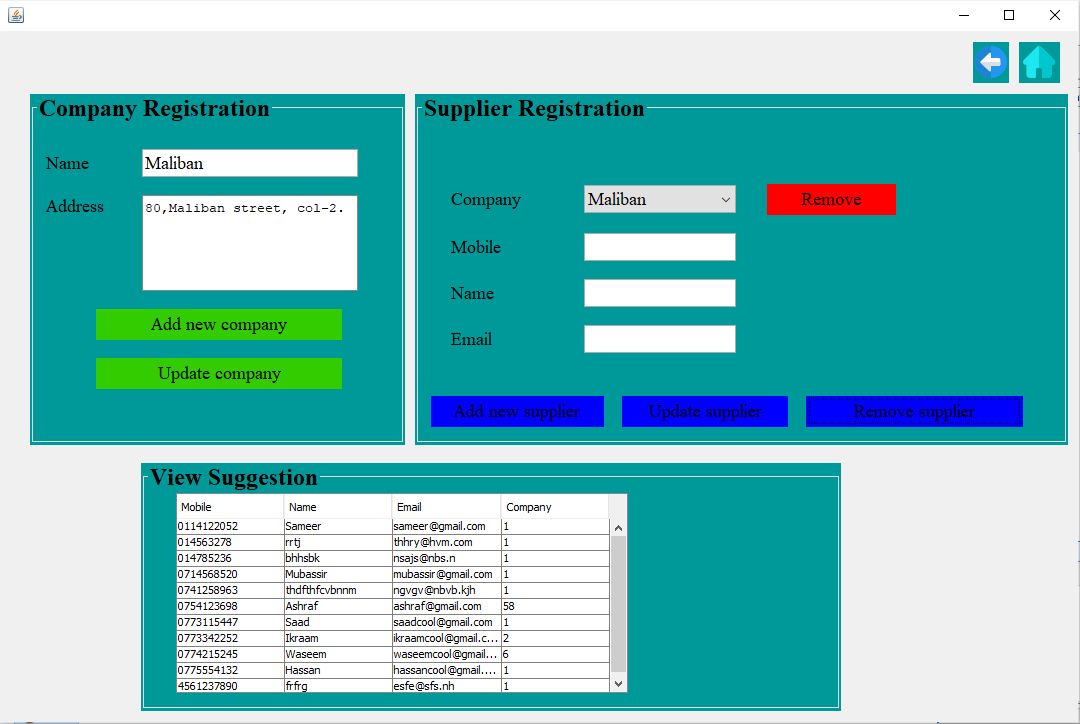 Company Registration
Name Maliban
Address 80,Maliban street, col-2.
Add new company
Update company
Supplier Registration
Company Maliban Remove
Mobile
Name
Email
Add new supplier Update supplier Remove supplier
View Suggestion
Mobile Name Email Company
0114122052 Sameer sameer@gmail.com 1
014563278 rrtj thhry@hvm.com 1
014785236 bhhsbk nsajs@nbs.n 1
0714568520 Mubassir mubassir@gmail.com 1
0741258963 thdfthfcvbnnm ngvgv@nbvb.kjh 1
0754123698 Ashraf ashraf@gmail.com 58
0773115447 Saad saadcool@gmail.com 1
0773342252 Ikraam ikraamcool@gmail.c... 2
0774215245 Waseem waseemcool@gmail... 6
0775554132 Hassan hassancool@gmail.... 1
4561237890 frfrg esfe@sfs.nh 1